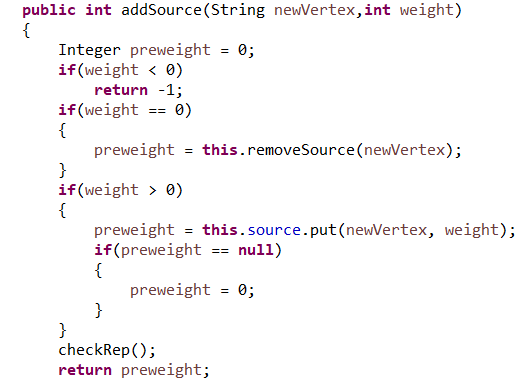 public int addSource(String newVertex,int weight)
{
    Integer preweight = 0;
    if(weight < 0)
        return -1;
    if(weight == 0)
    {
        preweight = this.removeSource(newVertex);
    }
    if(weight > 0)
    {
        preweight = this.source.put(newVertex, weight);
        if(preweight == null)
        {
            preweight = 0;
        }
    }
    checkRep();
    return preweight;